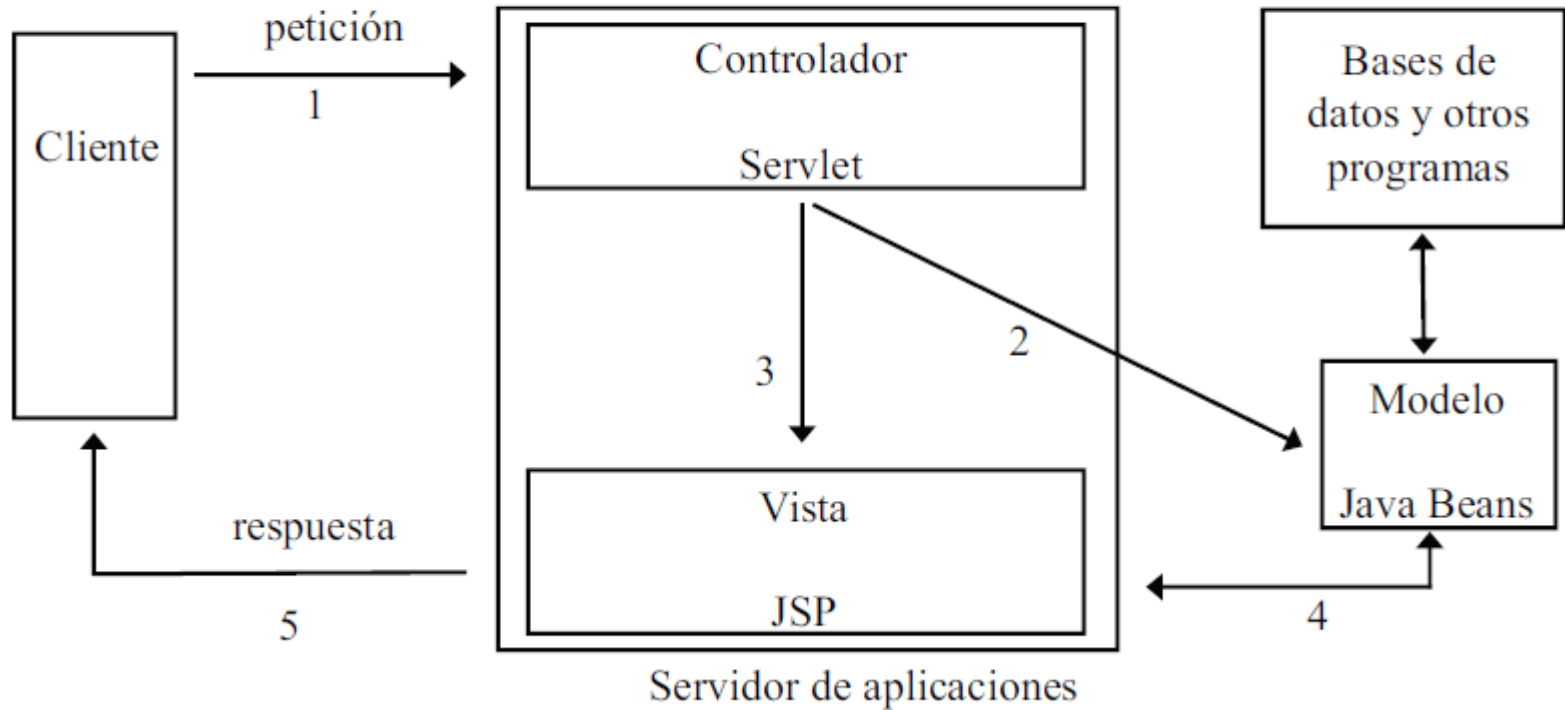 petición
1
Cliente
Controlador
Servlet
Bases de
datos y otros
programas
2
3
Modelo
Java Beans
Vista
JSP
respuesta
5
4
Servidor de aplicaciones